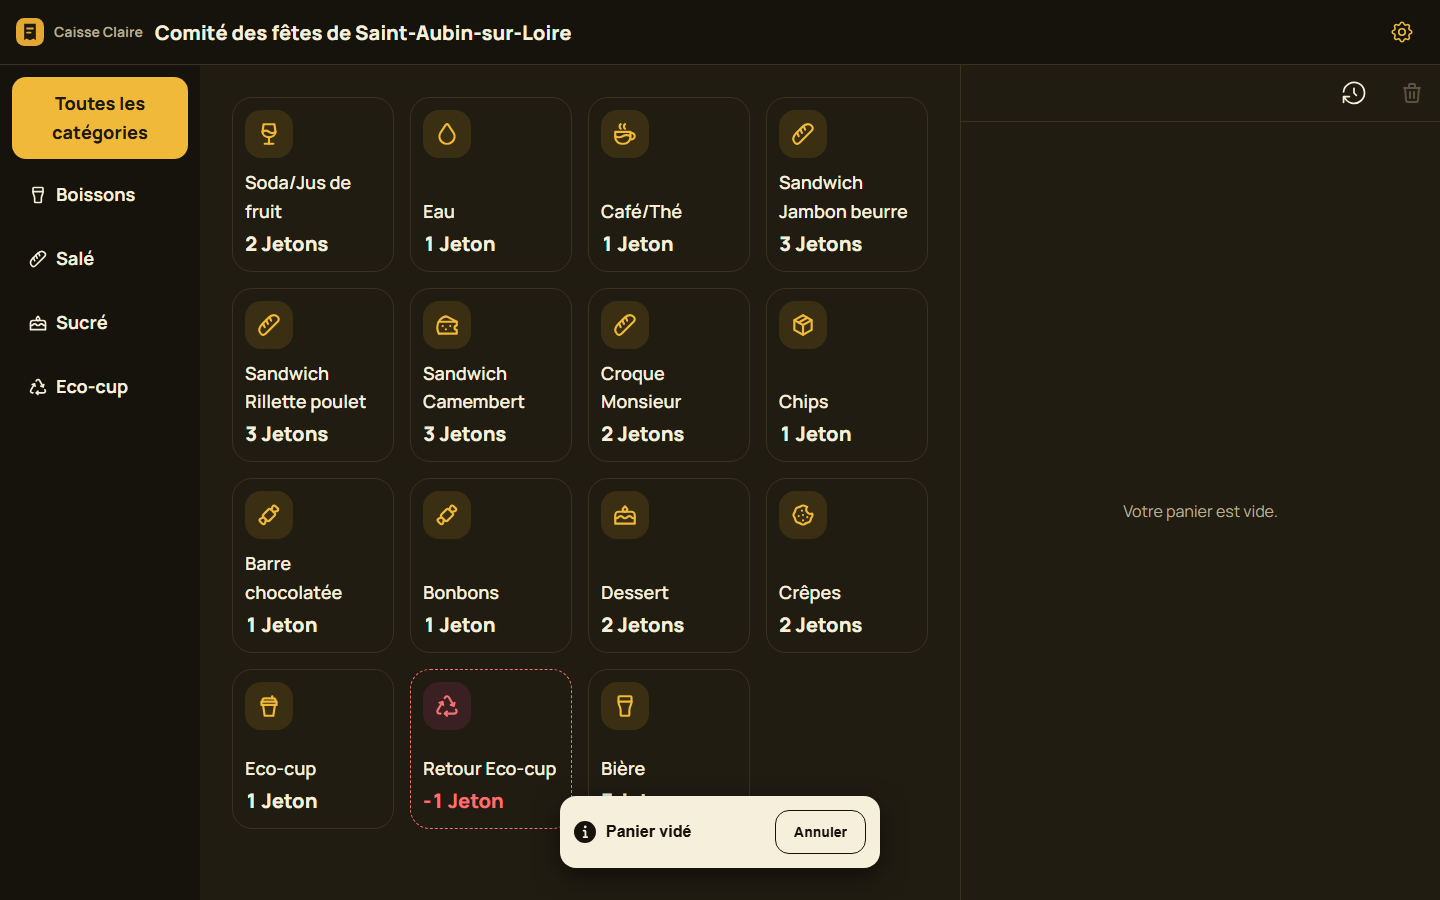 Caisse Claire
Comité des fêtes de Saint-Aubin-sur-Loire
Toutes les
catégories
Boissons
Salé
Sucré
Eco-cup
Soda/Jus de
fruit
2 Jetons
Eau
1 Jeton
Café/Thé
1 Jeton
Sandwich
Jambon beurre
3 Jetons
Sandwich
Rillette poulet
3 Jetons
Sandwich
Camembert
3 Jetons
Croque
Monsieur
2 Jetons
Chips
1 Jeton
Barre
chocolatée
1 Jeton
Bonbons
1 Jeton
Dessert
2 Jetons
Crêpes
2 Jetons
Eco-cup
1 Jeton
Retour Eco-cup
-1 Jeton
Bière
Votre panier est vide.
Panier vidé
Annuler